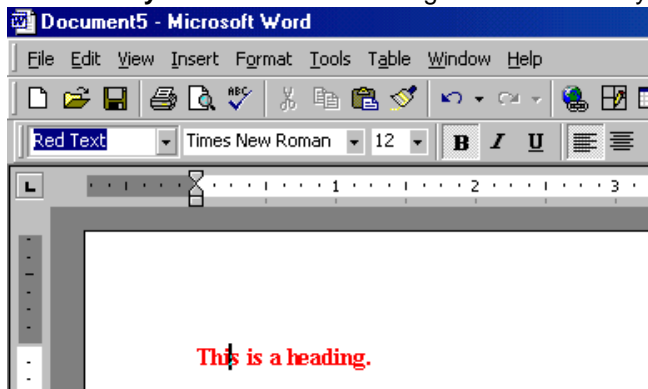 Document5 - Microsoft Word
File Edit View Insert Format Tools Table Window Help
ABC
Red Text Times New Roman 12 B I U
L 1 2 3
This is a heading.